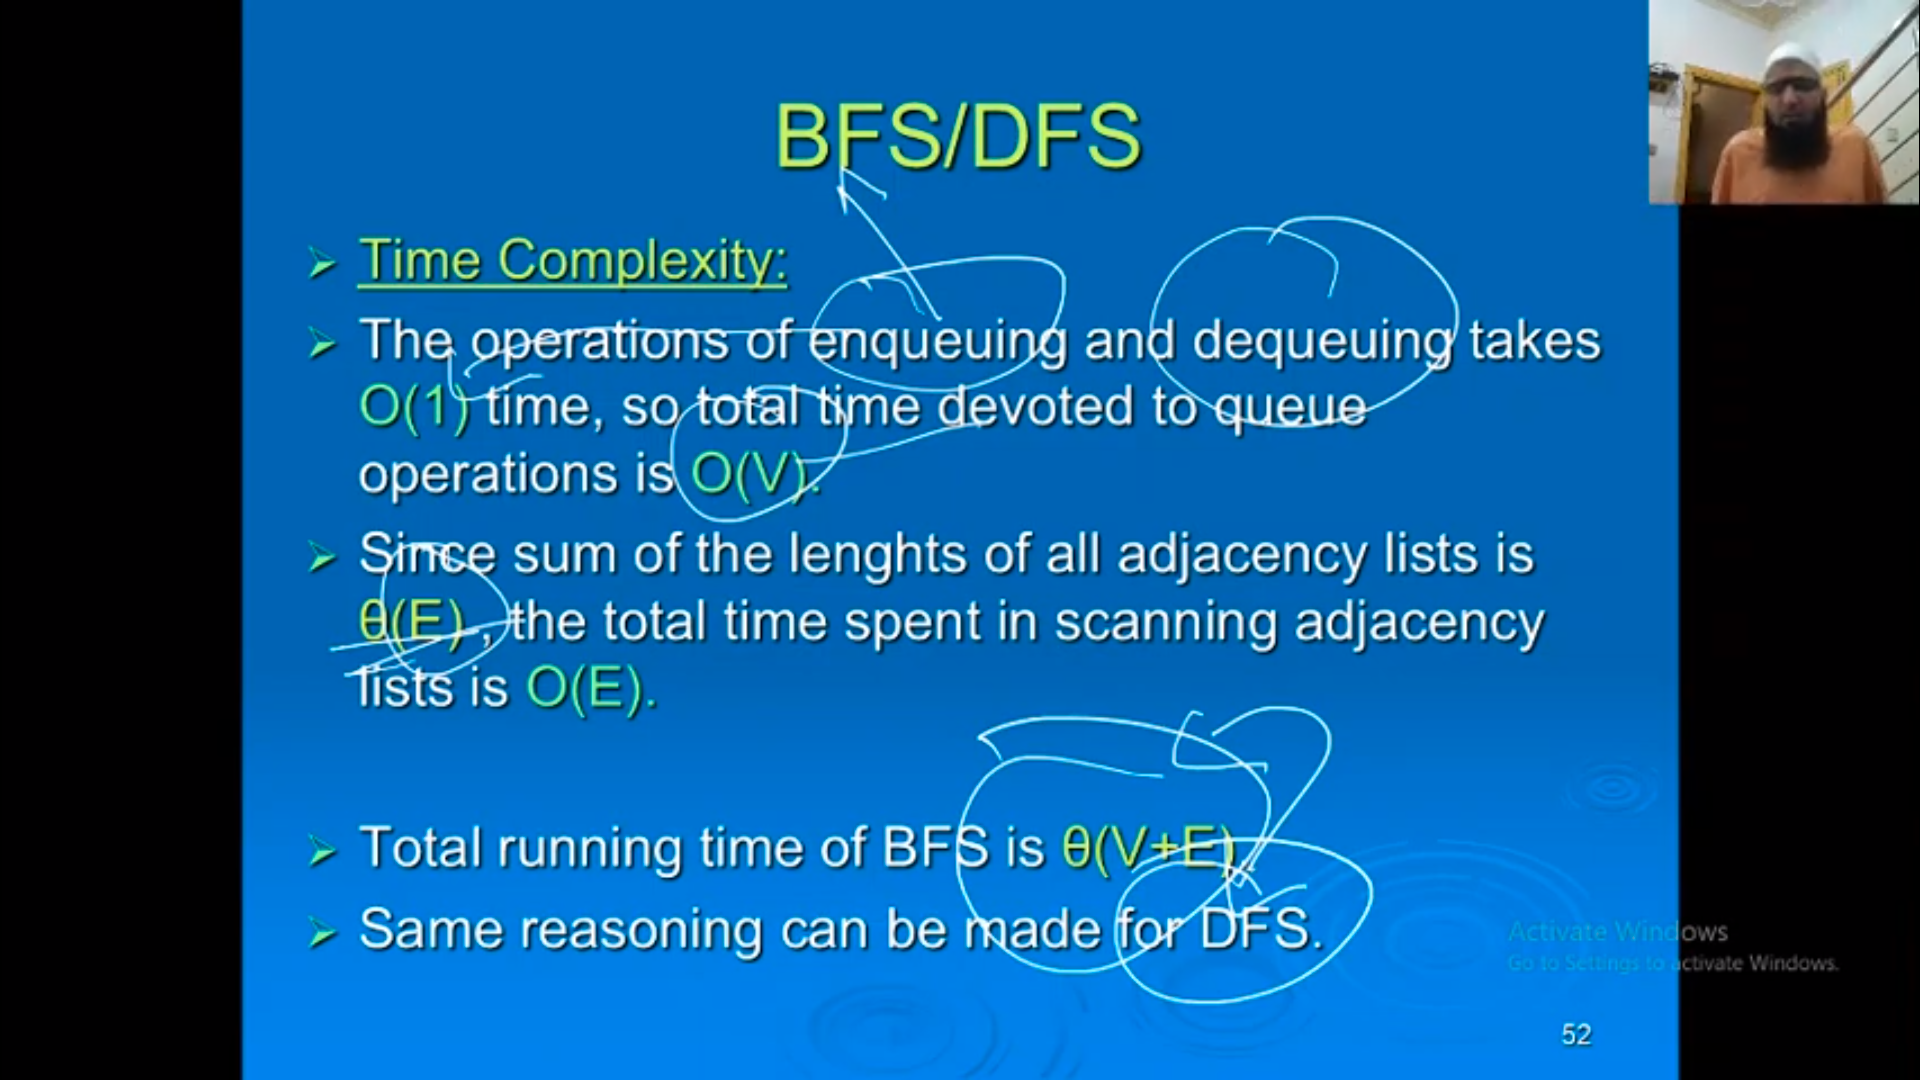 BFS/DFS
Time Complexity:
The operations of enqueuing and dequeuing takes
O(1) time, so total time devoted to queue
operations is O(V).
Since sum of the lenghts of all adjacency lists is
θ(E) , the total time spent in scanning adjacency
lists is O(E).
Total running time of BFS is θ(V+E).
Same reasoning can be made for DFS.
Activate Windows
Go to Settings to activate Windows.
52